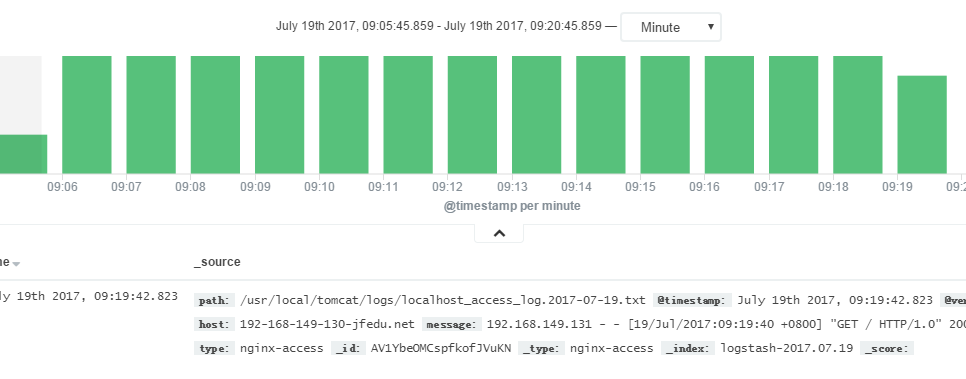 July 19th 2017, 09:05:45.859 - July 19th 2017, 09:20:45.859 — Minute
09:06 09:07 09:08 09:09 09:10 09:11 09:12 09:13 09:14 09:15 09:16 09:17 09:18 09:19 09:2
@timestamp per minute
ne _source
ly 19th 2017, 09:19:42.823 path: /usr/local/tomcat/logs/localhost_access_log.2017-07-19.txt @timestamp: July 19th 2017, 09:19:42.823 @ver
host: 192-168-149-130-jfedu.net message: 192.168.149.131 - - [19/Jul/2017:09:19:40 +0800] "GET / HTTP/1.0" 200
type: nginx-access _id: AV1YbeOMCspfkofJVuKN _type: nginx-access _index: logstash-2017.07.19 _score: